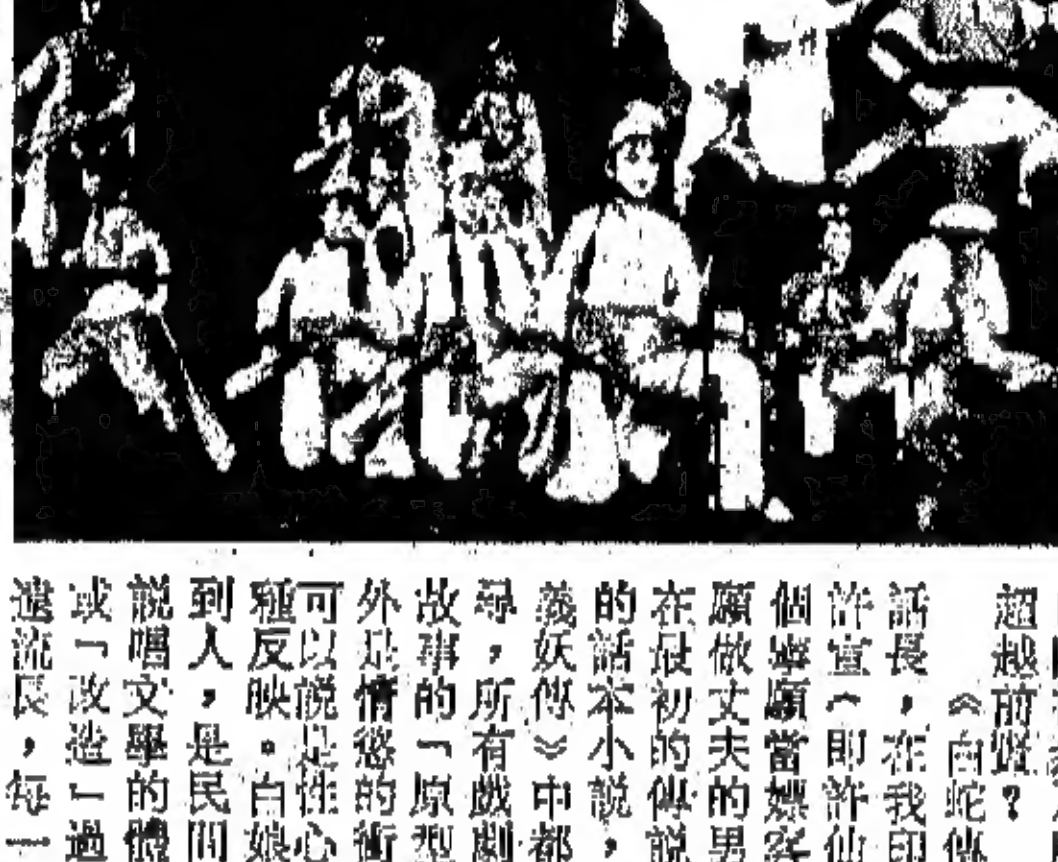 超越前㽜？
《白蛇傳
話長，在我印
許宣（即許仙
個寧願當嫖客
願做丈夫的男
在最初的傳說
的話本小說，
義妖傳》中都
尋，所有戲劇
故事的「原型
外是情慾的衝
可以說是性心
種反映。白娘
到人，是民間
說唱文學的體
或「改造」過
遠流長，每一